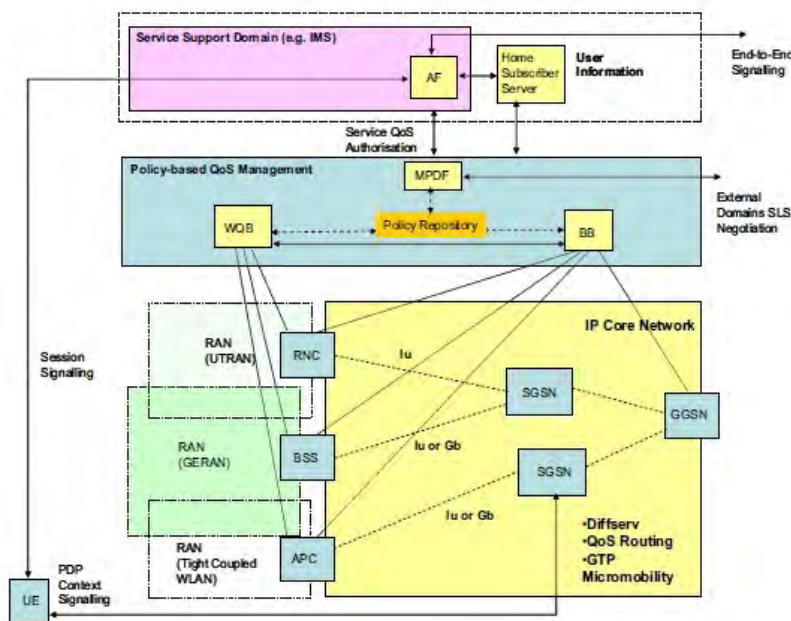 Service Support Domain (e.g. IMS)
AF
Home
Subscriber
Server
User
Information
End-to-End
Signalling
Service QoS
Authorisation
Policy-based QoS Management
MPDF
Policy Repository
WQB
BB
External
Domains SLS
Negotiation
RAN
(UTRAN)
RNC
IP Core Network
Iu
Session
Signalling
SGSN
GGSN
RAN
(GERAN)
BSS
Iu or Gb
SGSN
Iu or Gb
RAN
(Tight Coupled
WLAN)
APC
•Diffserv
•QoS Routing
•GTP
Micromobility
PDP
Context
Signalling
UE